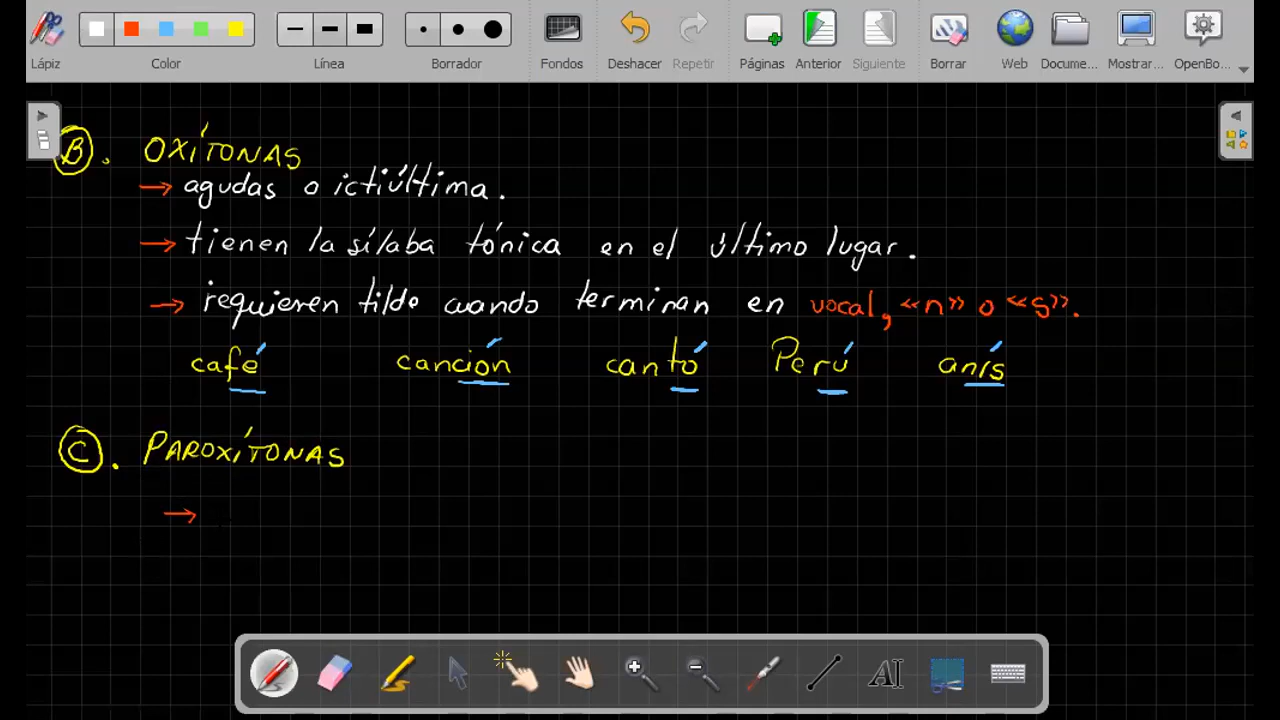 Lápiz Color Línea Borrador Fondos Deshacer Repetir Páginas Anterior Siguiente Borrar Web Docume... Mostrar... OpenBo...
B. OXÍTONAS
→ agudas o ictiúltima.
→ tienen la sílaba tónica en el último lugar.
→ requieren tilde cuando terminan en vocal, «n» o «s».
café canción cantó Perú anís
C. PAROXÍTONAS
→